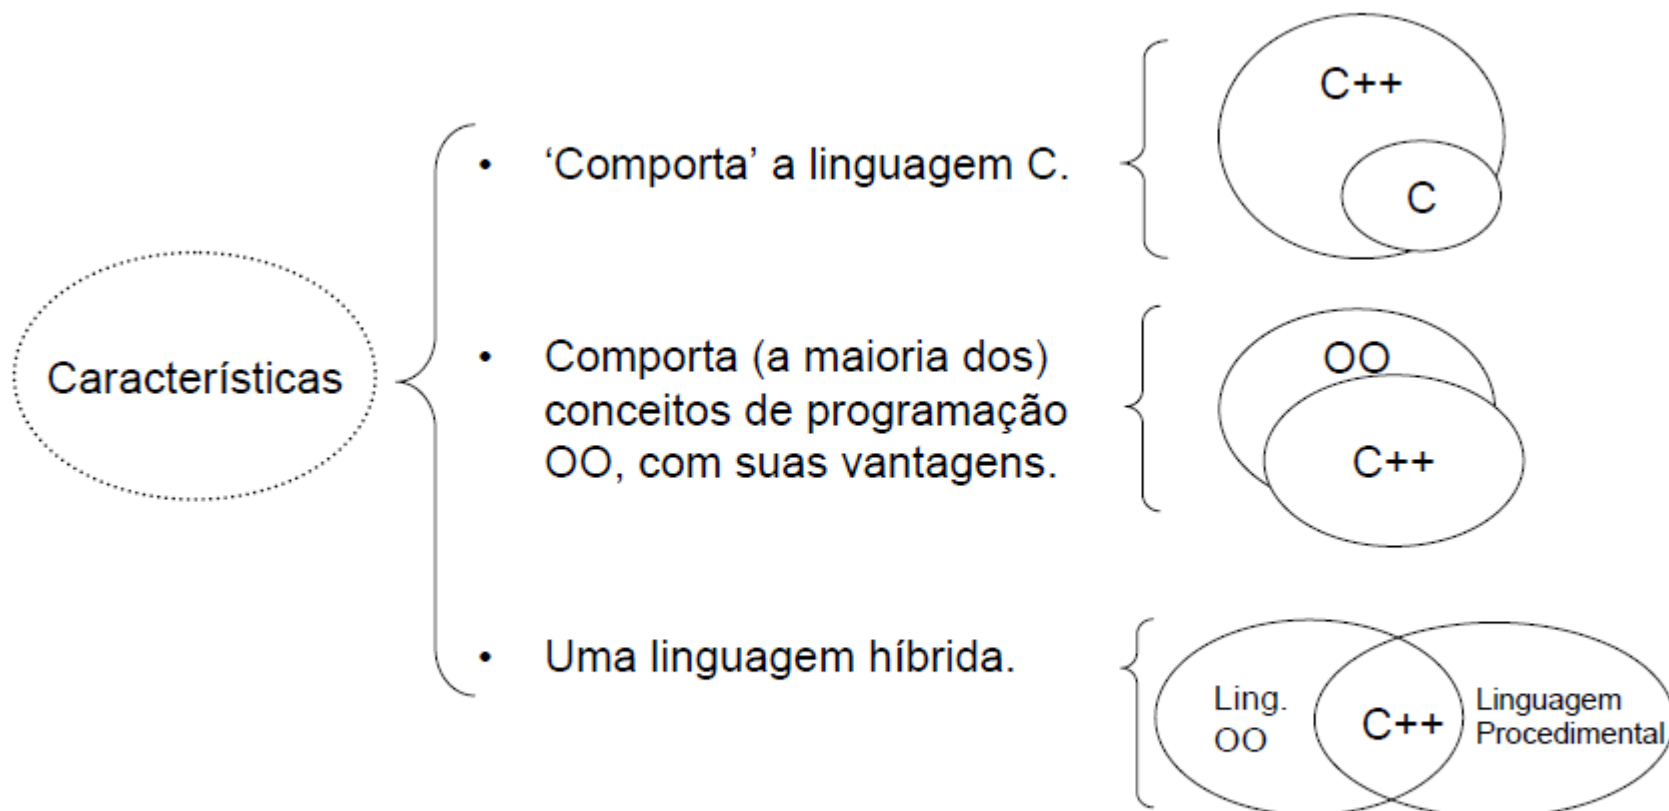 Características
• ‘Comporta’ a linguagem C.
C++
C
• Comporta (a maioria dos)
conceitos de programação
OO, com suas vantagens.
OO
C++
• Uma linguagem híbrida.
Ling.
OO
C++
Linguagem
Procedimental